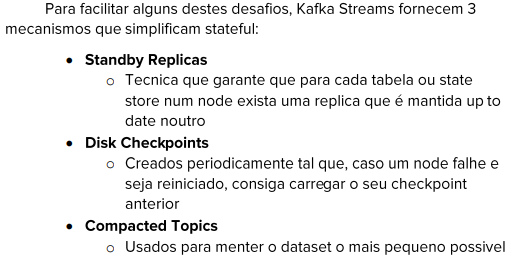 Para facilitar alguns destes desafios, Kafka Streams fornecem 3
mecanismos que simplificam stateful:
• Standby Replicas
o Tecnica que garante que para cada tabela ou state
store num node exista uma replica que é mantida up to
date noutro
• Disk Checkpoints
o Creados periodicamente tal que, caso um node falhe e
seja reiniciado, consiga carregar o seu checkpoint
anterior
• Compacted Topics
o Usados para menter o dataset o mais pequeno possivel